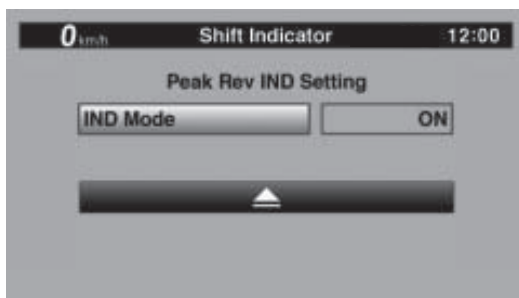 0 km/h Shift Indicator 12:00
Peak Rev IND Setting
IND Mode ON